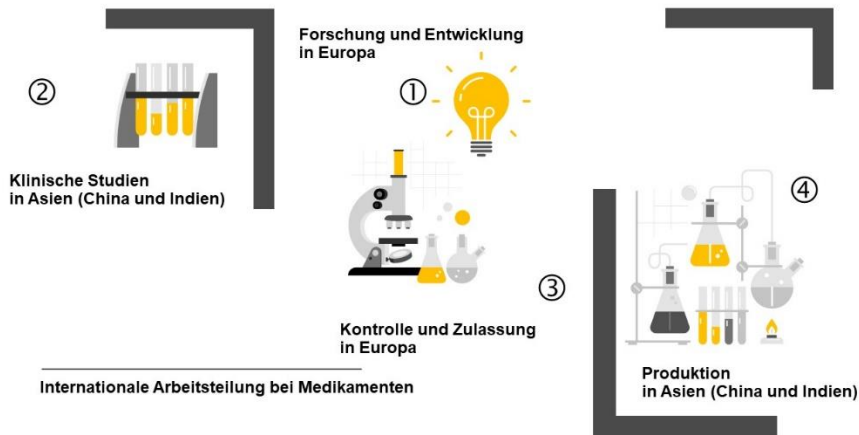 Forschung und Entwicklung
in Europa
①
②
Klinische Studien
in Asien (China und Indien)
③
Kontrolle und Zulassung
in Europa
④
Produktion
in Asien (China und Indien)
Internationale Arbeitsteilung bei Medikamenten